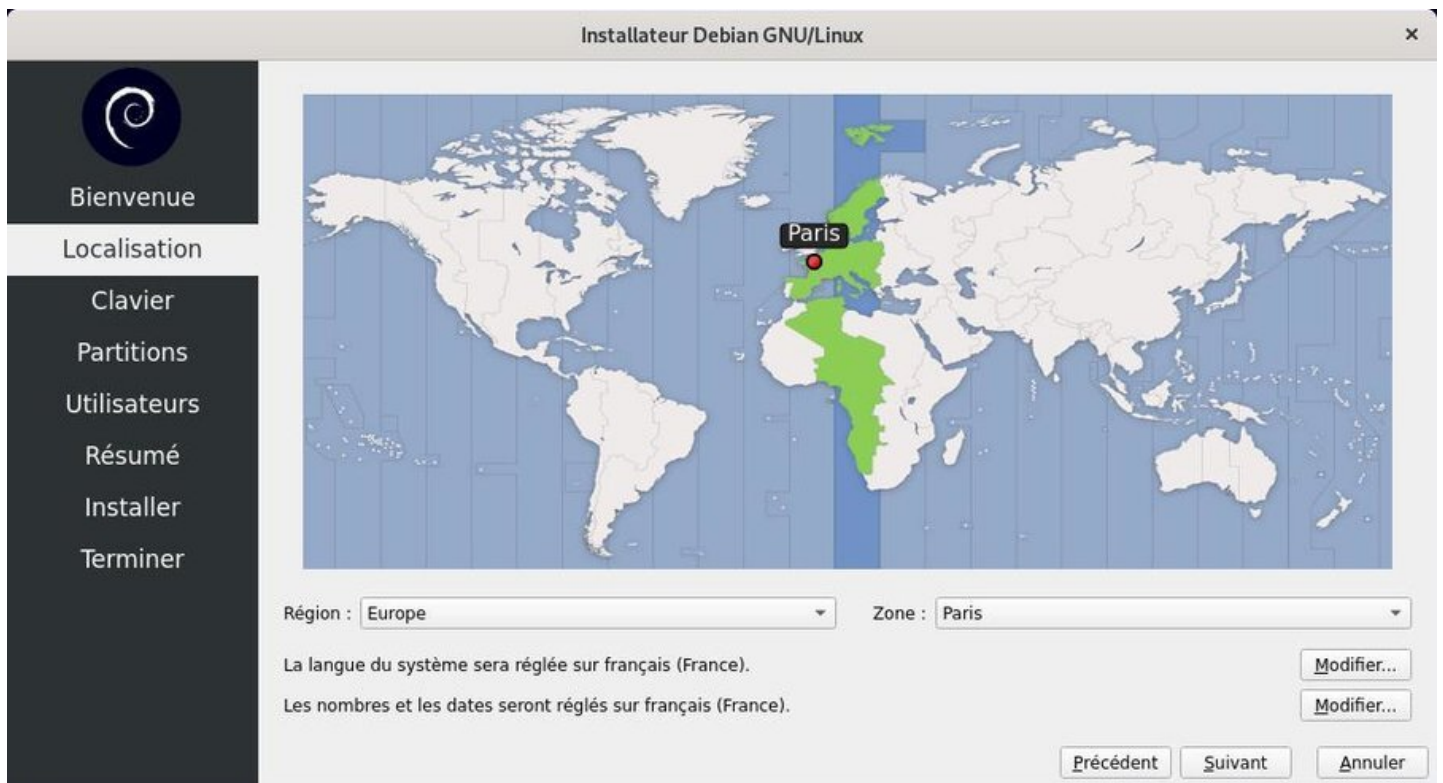 Installateur Debian GNU/Linux
Bienvenue
Localisation
Clavier
Partitions
Utilisateurs
Résumé
Installer
Terminer
Paris
Région : Europe Zone : Paris
La langue du système sera réglée sur français (France). Modifier...
Les nombres et les dates seront réglés sur français (France). Modifier...
Précédent Suivant Annuler